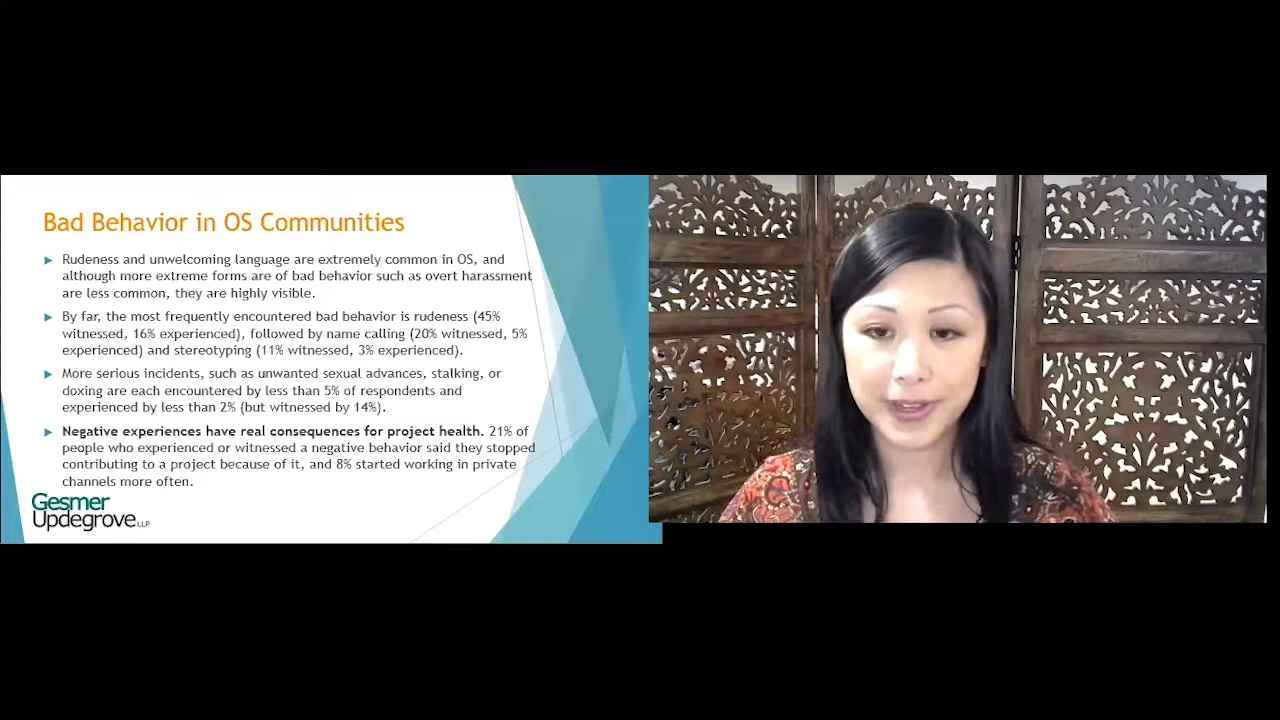 Bad Behavior in OS Communities
Rudeness and unwelcoming language are extremely common in OS, and
although more extreme forms are of bad behavior such as overt harassment
are less common, they are highly visible.
By far, the most frequently encountered bad behavior is rudeness (45%
witnessed, 16% experienced), followed by name calling (20% witnessed, 5%
experienced) and stereotyping (11% witnessed, 3% experienced).
More serious incidents, such as unwanted sexual advances, stalking, or
doxing are each encountered by less than 5% of respondents and
experienced by less than 2% (but witnessed by 14%).
Negative experiences have real consequences for project health. 21% of
people who experienced or witnessed a negative behavior said they stopped
contributing to a project because of it, and 8% started working in private
channels more often.
Gesmer
Updegrove LLP